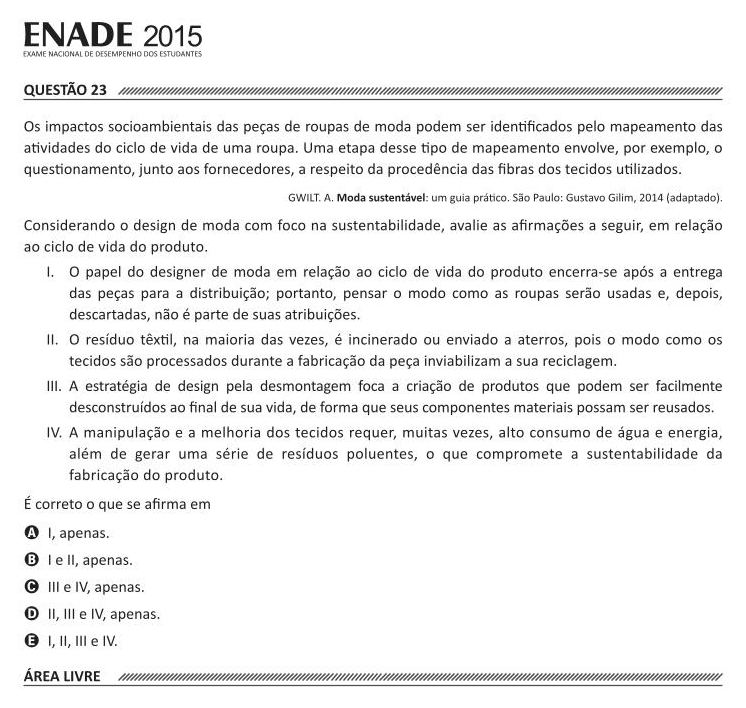 ENADE 2015
EXAME NACIONAL DE DESEMPENHO DOS ESTUDANTES
QUESTÃO 23
Os impactos socioambientais das peças de roupas de moda podem ser identificados pelo mapeamento das
atividades do ciclo de vida de uma roupa. Uma etapa desse tipo de mapeamento envolve, por exemplo, o
questionamento, junto aos fornecedores, a respeito da procedência das fibras dos tecidos utilizados.
GWILT. A. Moda sustentável: um guia prático. São Paulo: Gustavo Gilim, 2014 (adaptado).
Considerando o design de moda com foco na sustentabilidade, avalie as afirmações a seguir, em relação
ao ciclo de vida do produto.
I. O papel do designer de moda em relação ao ciclo de vida do produto encerra-se após a entrega
das peças para a distribuição; portanto, pensar o modo como as roupas serão usadas e, depois,
descartadas, não é parte de suas atribuições.
II. O resíduo têxtil, na maioria das vezes, é incinerado ou enviado a aterros, pois o modo como os
tecidos são processados durante a fabricação da peça inviabilizam a sua reciclagem.
III. A estratégia de design pela desmontagem foca a criação de produtos que podem ser facilmente
desconstruídos ao final de sua vida, de forma que seus componentes materiais possam ser reusados.
IV. A manipulação e a melhoria dos tecidos requer, muitas vezes, alto consumo de água e energia,
além de gerar uma série de resíduos poluentes, o que compromete a sustentabilidade da
fabricação do produto.
É correto o que se afirma em
A I, apenas.
B I e II, apenas.
C III e IV, apenas.
D II, III e IV, apenas.
E I, II, III e IV.
ÁREA LIVRE